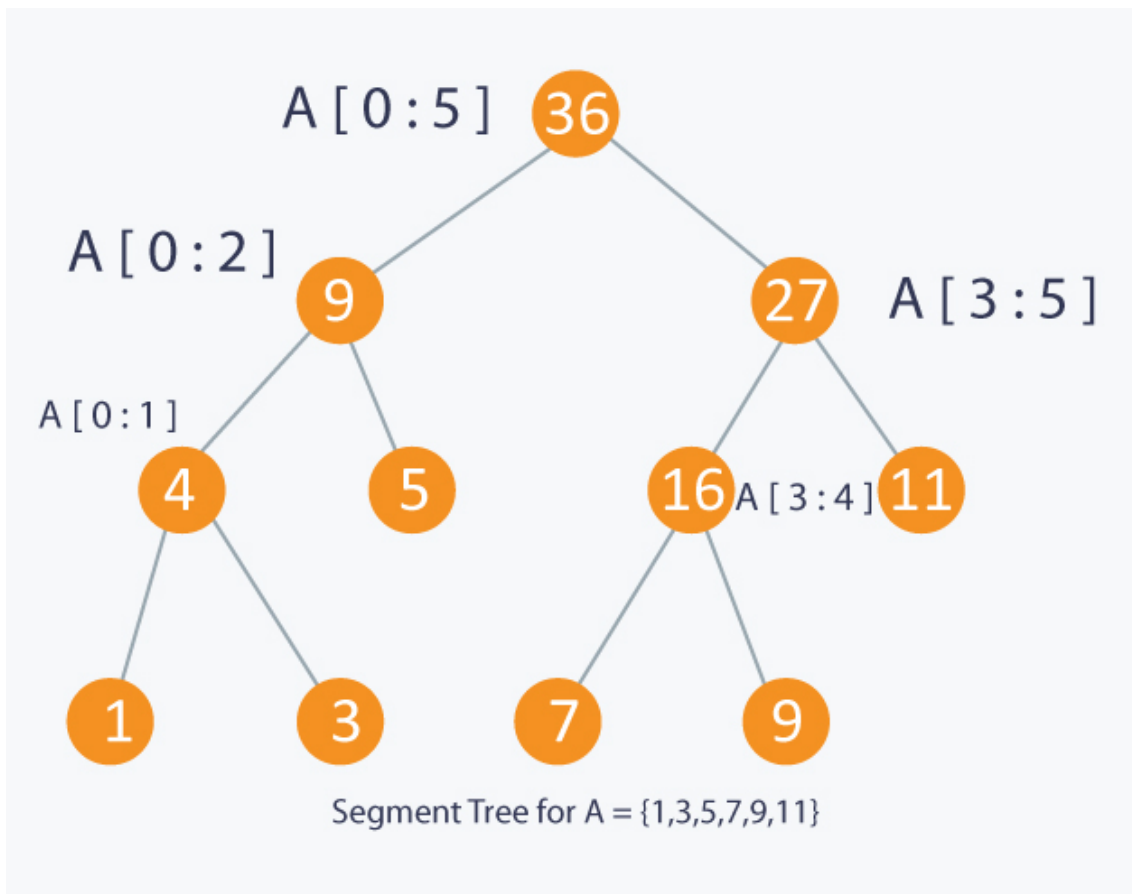 A [ 0 : 5 ] 36
A [ 0 : 2 ] 9 27 A [ 3 : 5 ]
A [ 0 : 1 ]
4 5 16 A [ 3 : 4 ] 11
1 3 7 9
Segment Tree for A = {1,3,5,7,9,11}